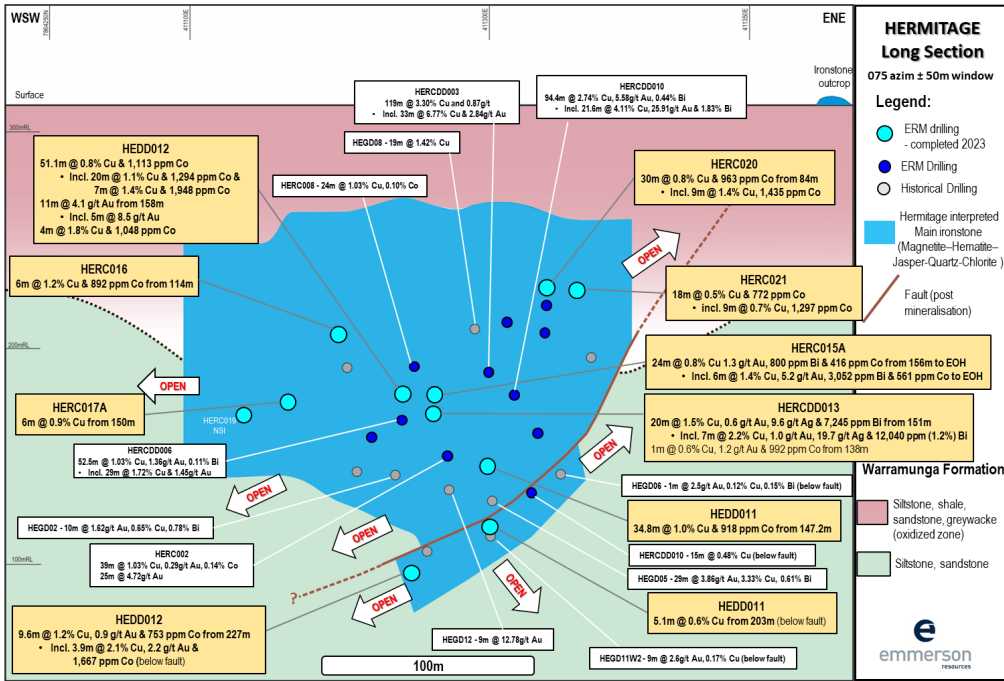 WSW
7864250N
411100E
411300E
411350E
ENE
HERMITAGE
Long Section
075 azim ± 50m window
Ironstone
outcrop
Surface
300mRL
200mRL
100mRL
Legend:
ERM drilling
- completed 2023
ERM Drilling
Historical Drilling
Hermitage interpreted
Main ironstone
(Magnetite–Hematite–
Jasper-Quartz-Chlorite )
Fault (post
mineralisation)
HERCDD003
119m @ 3.30% Cu and 0.87g/t
• Incl. 33m @ 6.77% Cu & 2.84g/t Au
HERCDD010
94.4m @ 2.74% Cu, 5.58g/t Au, 0.44% Bi
• Incl. 21.6m @ 4.11% Cu, 25.91g/t Au & 1.83% Bi
HEGD08 - 19m @ 1.42% Cu
HERC008 - 24m @ 1.03% Cu, 0.10% Co
HEDD012
51.1m @ 0.8% Cu & 1,113 ppm Co
• Incl. 20m @ 1.1% Cu & 1,294 ppm Co &
7m @ 1.4% Cu & 1,948 ppm Co
11m @ 4.1 g/t Au from 158m
• Incl. 5m @ 8.5 g/t Au
4m @ 1.8% Cu & 1,048 ppm Co
HERC020
30m @ 0.8% Cu & 963 ppm Co from 84m
• Incl. 9m @ 1.4% Cu, 1,435 ppm Co
OPEN
HERC016
6m @ 1.2% Cu & 892 ppm Co from 114m
HERC021
18m @ 0.5% Cu & 772 ppm Co
• incl. 9m @ 0.7% Cu, 1,297 ppm Co
HERC015A
24m @ 0.8% Cu 1.3 g/t Au, 800 ppm Bi & 416 ppm Co from 156m to EOH
• Incl. 6m @ 1.4% Cu, 5.2 g/t Au, 3,052 ppm Bi & 561 ppm Co to EOH
OPEN
HERC017A
6m @ 0.9% Cu from 150m
HERC019
NSI
HERCDD013
20m @ 1.5% Cu, 0.6 g/t Au, 9.6 g/t Ag & 7,245 ppm Bi from 151m
• Incl. 7m @ 2.2% Cu, 1.0 g/t Au, 19.7 g/t Ag & 12,040 ppm (1.2%) Bi
1m @ 0.6% Cu, 1.2 g/t Au & 992 ppm Co from 138m
OPEN
HERCDD006
52.5m @ 1.03% Cu, 1.36g/t Au, 0.11% Bi
• Incl. 29m @ 1.72% Cu & 1.45g/t Au
Warramunga Formation
Siltstone, shale,
sandstone, greywacke
(oxidized zone)
Siltstone, sandstone
HEGD06 - 1m @ 2.5g/t Au, 0.12% Cu, 0.15% Bi (below fault)
OPEN
HEGD02 - 10m @ 1.62g/t Au, 0.65% Cu, 0.78% Bi
HEDD011
34.8m @ 1.0% Cu & 918 ppm Co from 147.2m
OPEN
HERC002
39m @ 1.03% Cu, 0.29g/t Au, 0.14% Co
25m @ 4.72g/t Au
HERCDD010 - 15m @ 0.48% Cu (below fault)
HEGD05 - 29m @ 3.86g/t Au, 3.33% Cu, 0.61% Bi
OPEN
?
OPEN
HEDD012
9.6m @ 1.2% Cu, 0.9 g/t Au & 753 ppm Co from 227m
• Incl. 3.9m @ 2.1% Cu, 2.2 g/t Au &
1,667 ppm Co (below fault)
HEDD011
5.1m @ 0.6% Cu from 203m (below fault)
HEGD12 - 9m @ 12.78g/t Au
HEGD11W2 - 9m @ 2.6g/t Au, 0.17% Cu (below fault)
100m
emmerson
resources